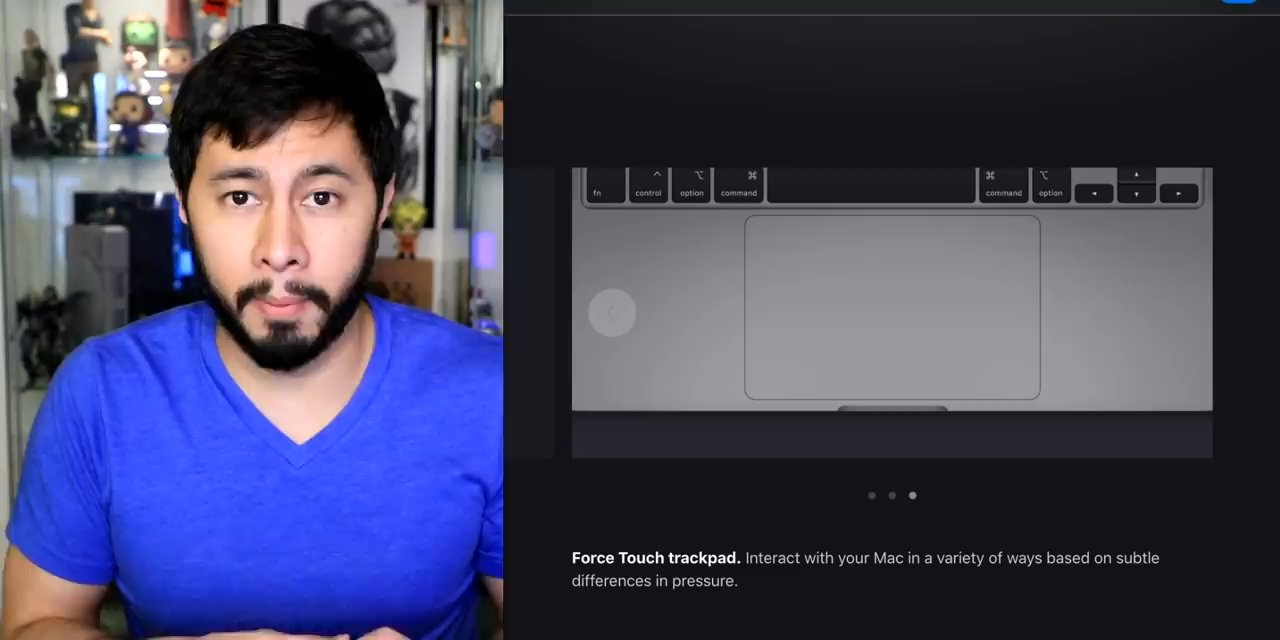 fn control option command command option
Force Touch trackpad. Interact with your Mac in a variety of ways based on subtle
differences in pressure.